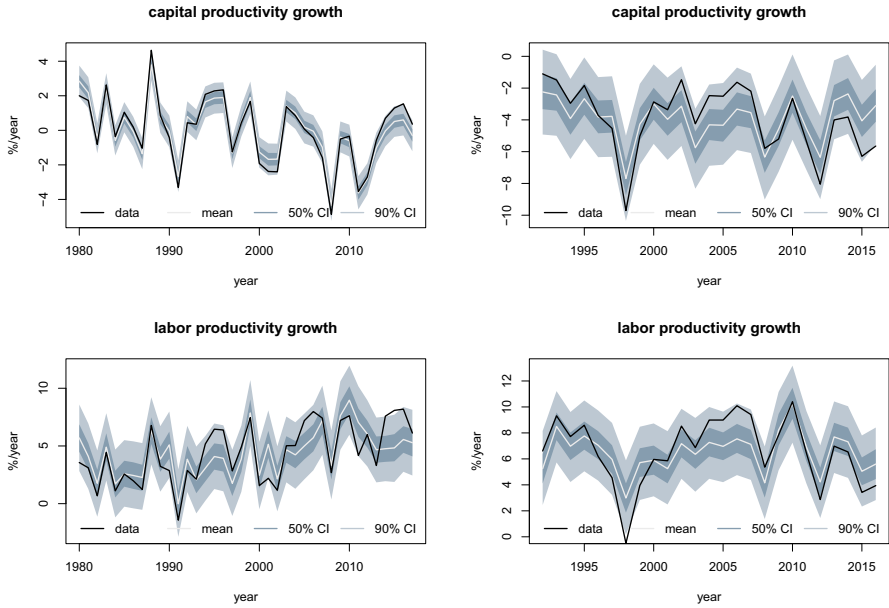 capital productivity growth
4
2
0
−2
−4
%/year
data mean 50% CI 90% CI
1980 1990 2000 2010
year
capital productivity growth
0
−2
−4
−6
−8
−10
%/year
data mean 50% CI 90% CI
1995 2000 2005 2010 2015
year
labor productivity growth
10
5
0
%/year
data mean 50% CI 90% CI
1980 1990 2000 2010
year
labor productivity growth
12
10
8
6
4
2
0
%/year
data mean 50% CI 90% CI
1995 2000 2005 2010 2015
year